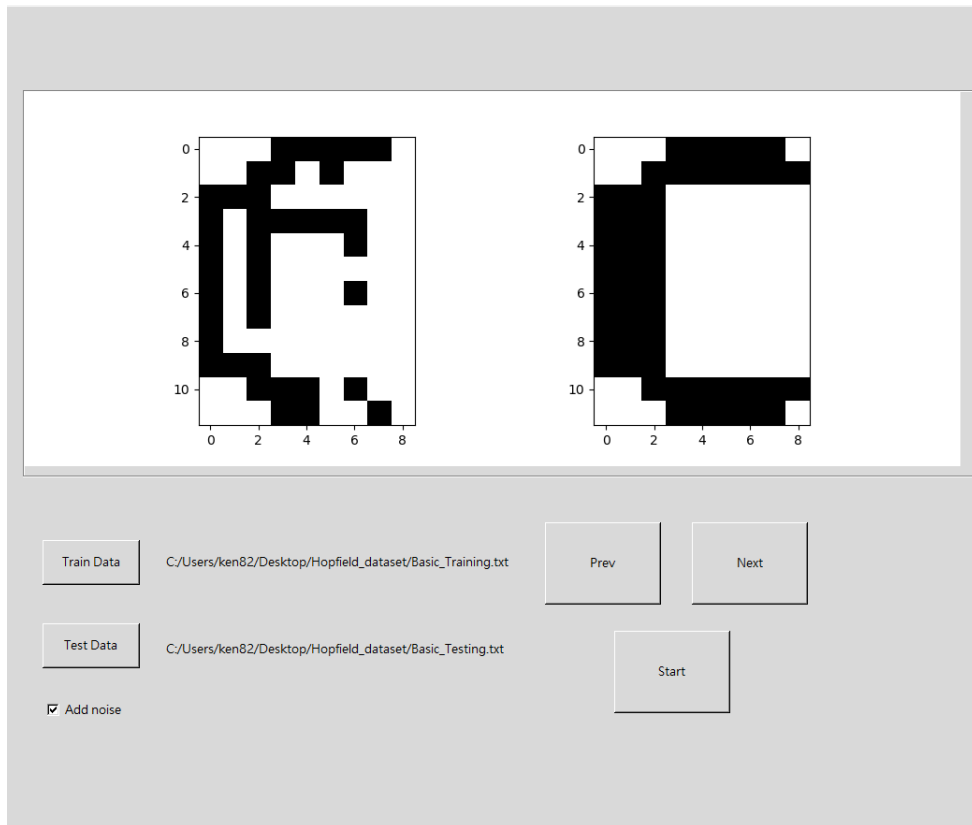 0
2
4
6
8
10
0 2 4 6 8
0
2
4
6
8
10
0 2 4 6 8
Train Data C:/Users/ken82/Desktop/Hopfield_dataset/Basic_Training.txt Prev Next
Test Data C:/Users/ken82/Desktop/Hopfield_dataset/Basic_Testing.txt
Start
Add noise